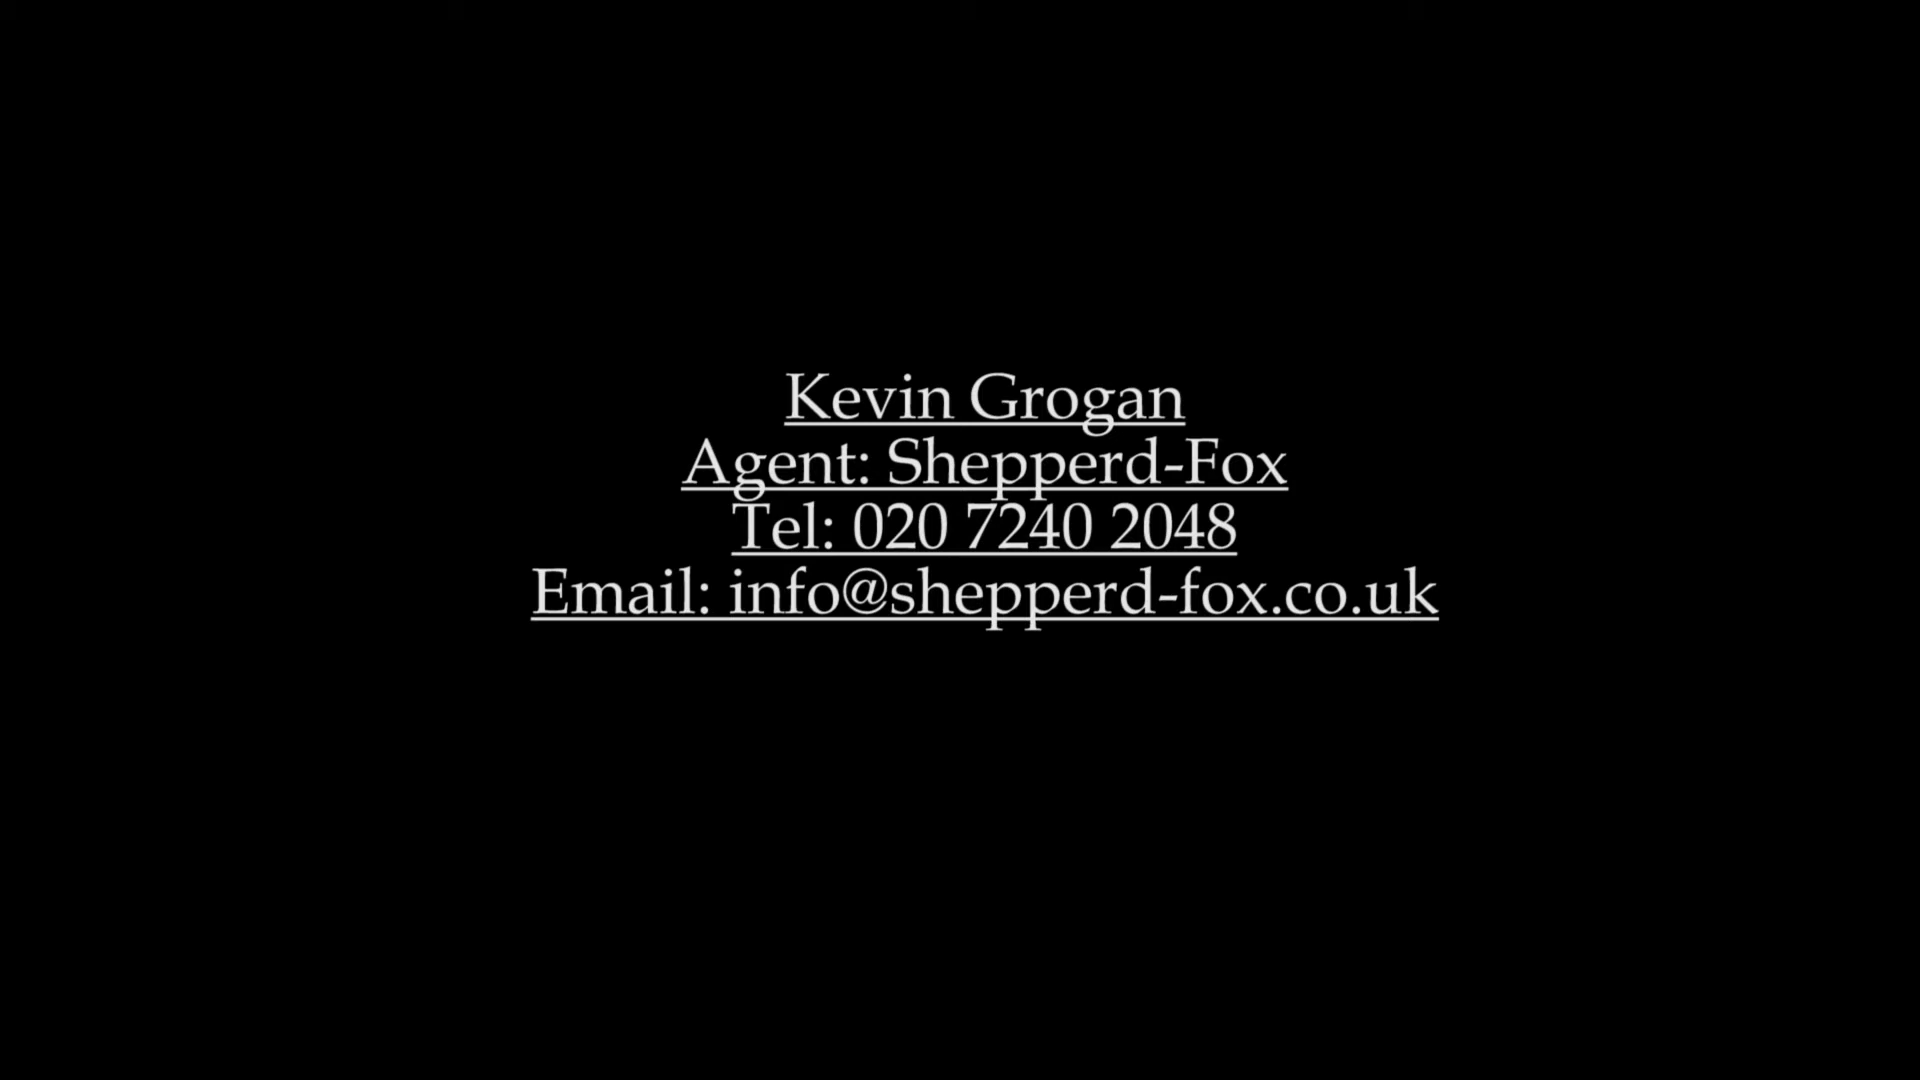 Kevin Grogan
Agent: Shepperd-Fox
Tel: 020 7240 2048
Email: info@shepperd-fox.co.uk